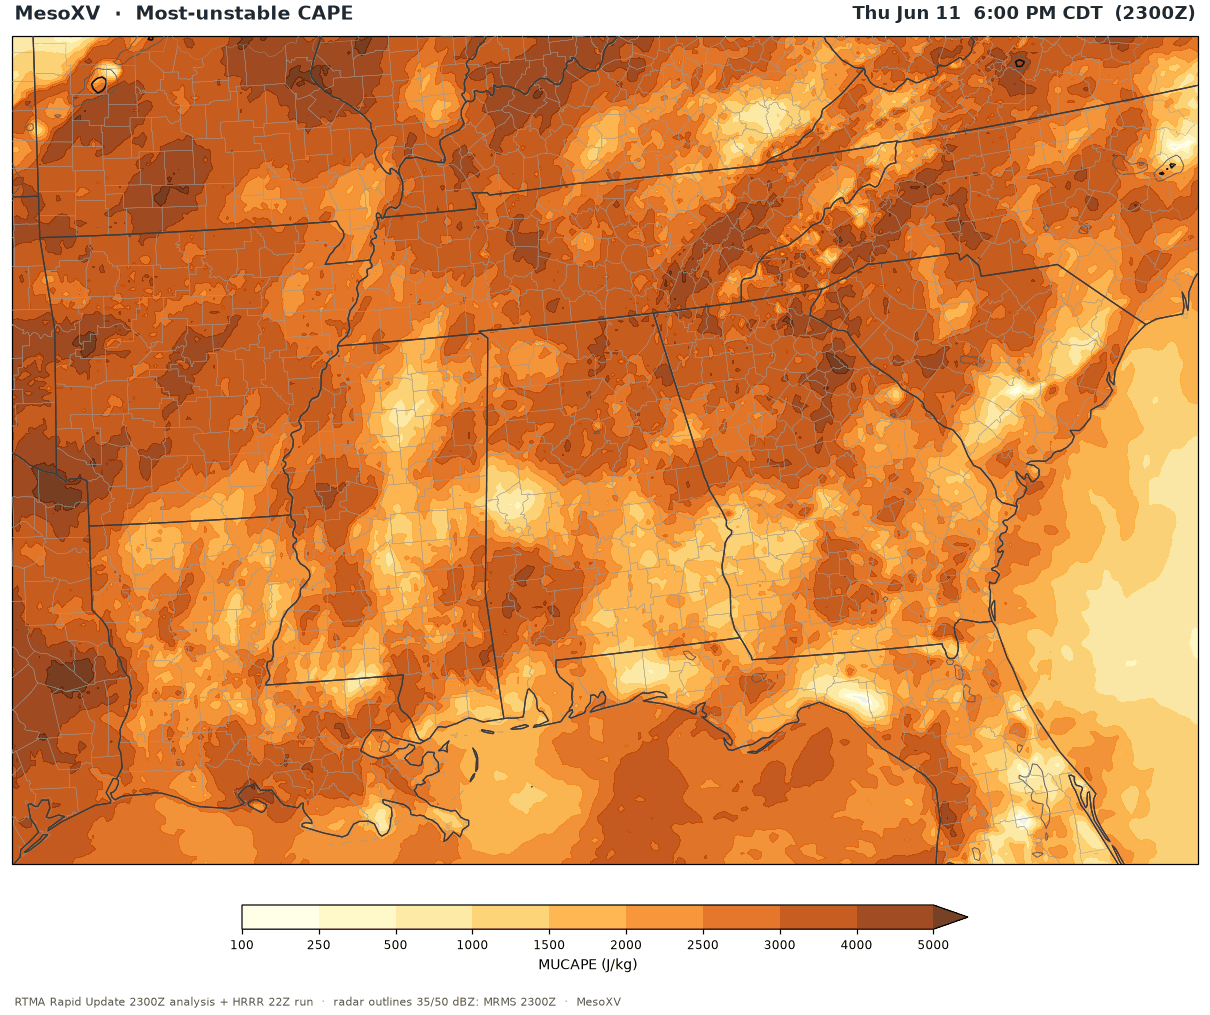 MesoXV · Most-unstable CAPE
Thu Jun 11 6:00 PM CDT (2300Z)
100 250 500 1000 1500 2000 2500 3000 4000 5000
MUCAPE (J/kg)
RTMA Rapid Update 2300Z analysis + HRRR 22Z run · radar outlines 35/50 dBZ: MRMS 2300Z · MesoXV